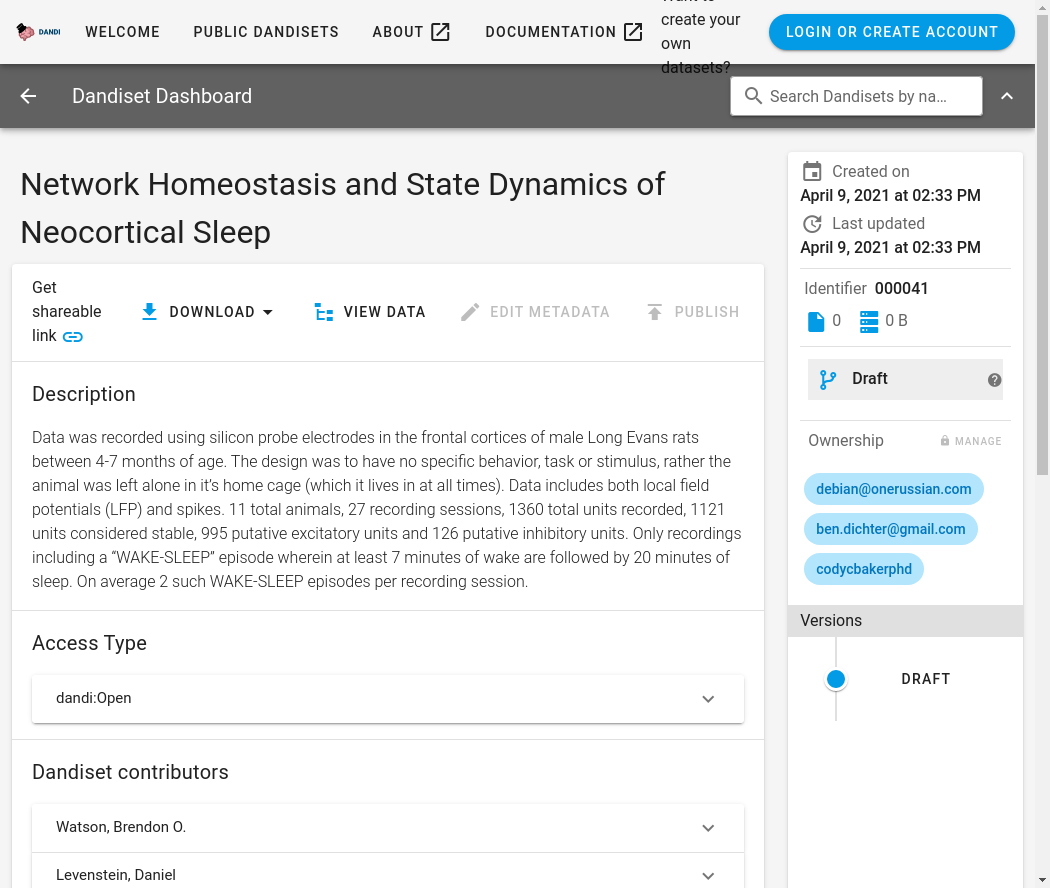 DANDI
WELCOME
PUBLIC DANDISETS
ABOUT
DOCUMENTATION
create your
own
datasets?
LOGIN OR CREATE ACCOUNT
Dandiset Dashboard
Search Dandisets by na…
Network Homeostasis and State Dynamics of
Neocortical Sleep
Get
shareable
link
DOWNLOAD
VIEW DATA
EDIT METADATA
PUBLISH
Description
Data was recorded using silicon probe electrodes in the frontal cortices of male Long Evans rats
between 4-7 months of age. The design was to have no specific behavior, task or stimulus, rather the
animal was left alone in it’s home cage (which it lives in at all times). Data includes both local field
potentials (LFP) and spikes. 11 total animals, 27 recording sessions, 1360 total units recorded, 1121
units considered stable, 995 putative excitatory units and 126 putative inhibitory units. Only recordings
including a “WAKE-SLEEP” episode wherein at least 7 minutes of wake are followed by 20 minutes of
sleep. On average 2 such WAKE-SLEEP episodes per recording session.
Access Type
dandi:Open
Dandiset contributors
Watson, Brendon O.
Levenstein, Daniel
Created on
April 9, 2021 at 02:33 PM
Last updated
April 9, 2021 at 02:33 PM
Identifier 000041
0
0 B
Draft
Ownership
MANAGE
debian@onerussian.com
ben.dichter@gmail.com
codycbakerphd
Versions
DRAFT